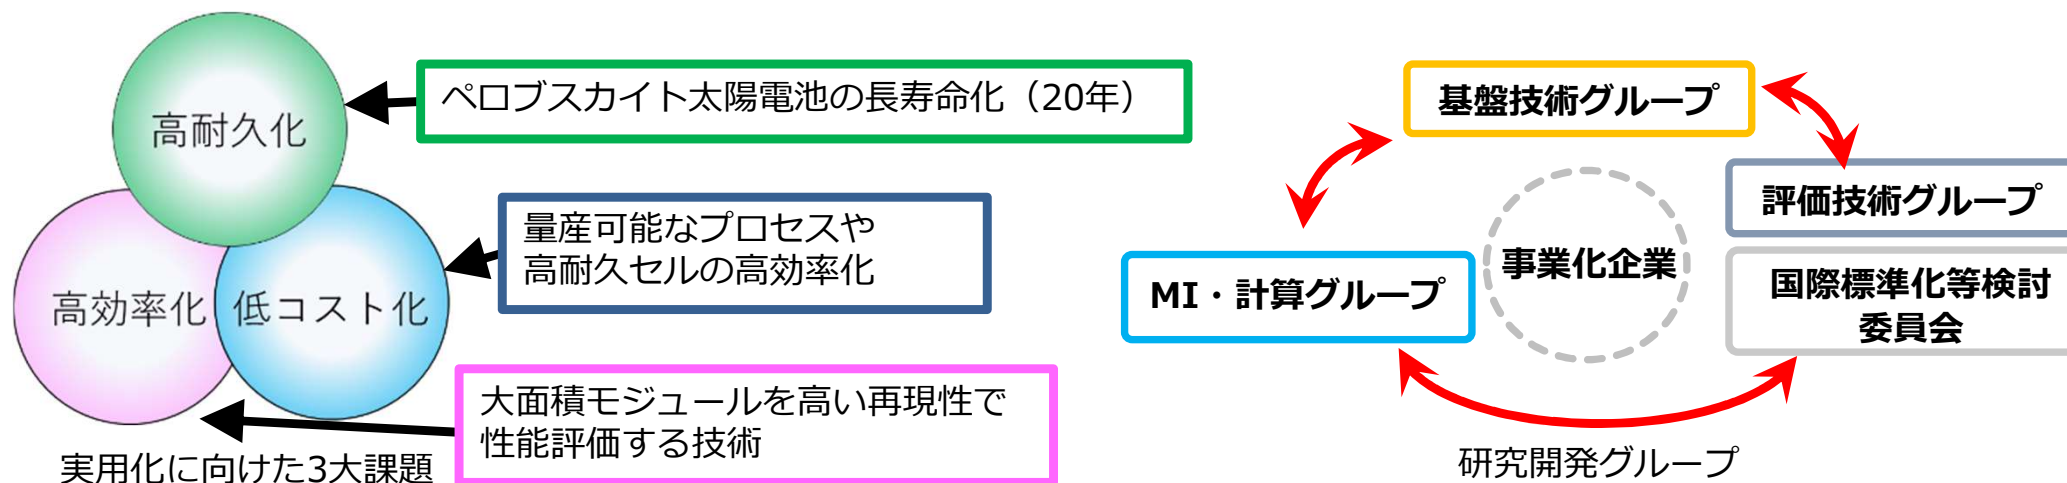 高耐久化
高効率化
低コスト化
実用化に向けた3大課題
ペロブスカイト太陽電池の長寿命化（20年）
量産可能なプロセスや
高耐久セルの高効率化
大面積モジュールを高い再現性で
性能評価する技術
基盤技術グループ
評価技術グループ
事業化企業
MI・計算グループ
国際標準化等検討
委員会
研究開発グループ